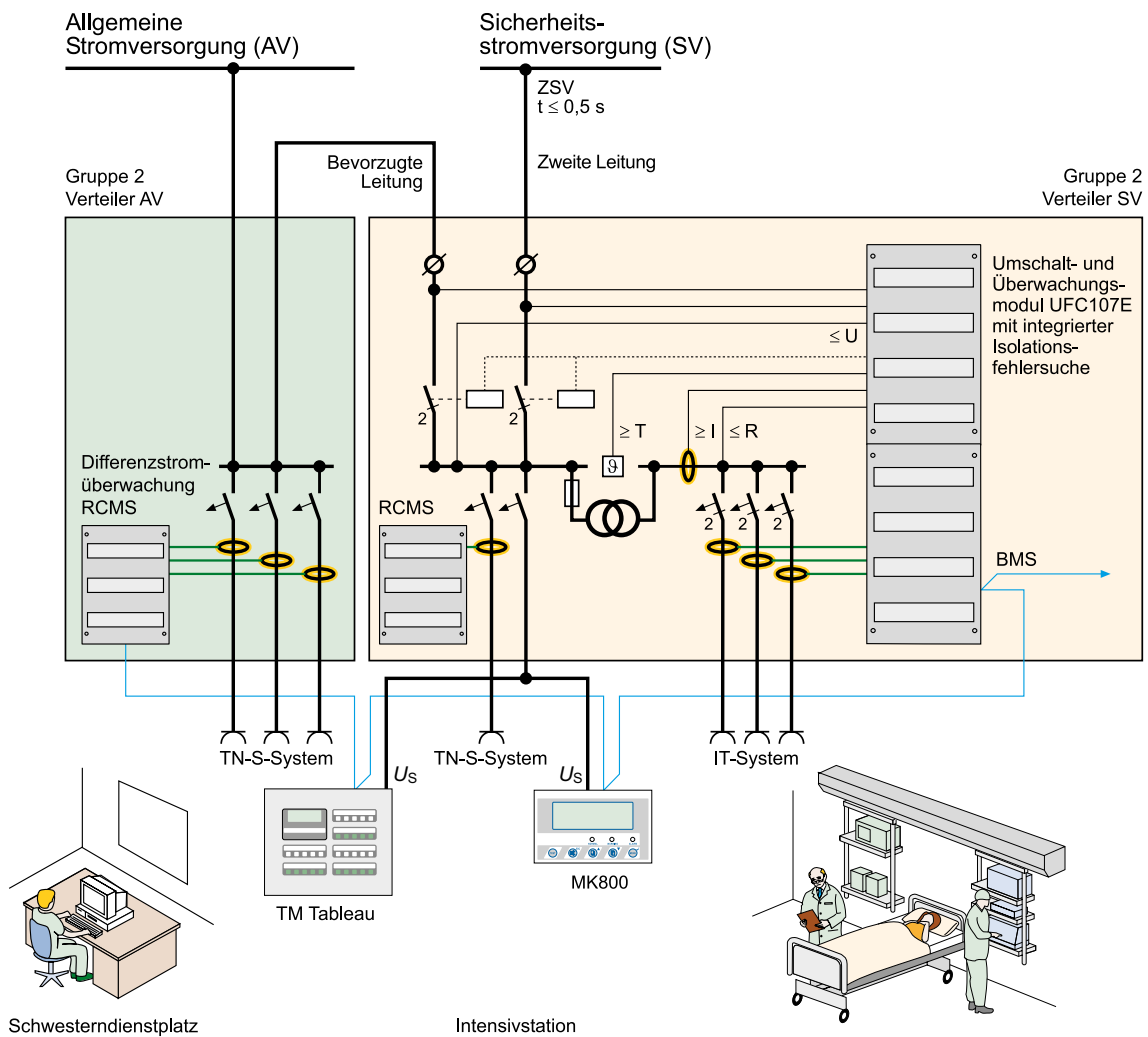 Allgemeine
Stromversorgung (AV)
Sicherheits-
stromversorgung (SV)
ZSV
t ≤ 0,5 s
Bevorzugte
Leitung
Zweite Leitung
Gruppe 2
Verteiler AV
Gruppe 2
Verteiler SV
Umschalt- und
Überwachungs-
modul UFC107E
mit integrierter
Isolations-
fehlersuche
≤ U
2
2
≥ T
≥ I
≤ R
ϑ
Differenzstrom-
überwachung
RCMS
RCMS
2
2
2
BMS
TN-S-System
TN-S-System
IT-System
US
US
TM Tableau
MK800
Schwesterndienstplatz
Intensivstation